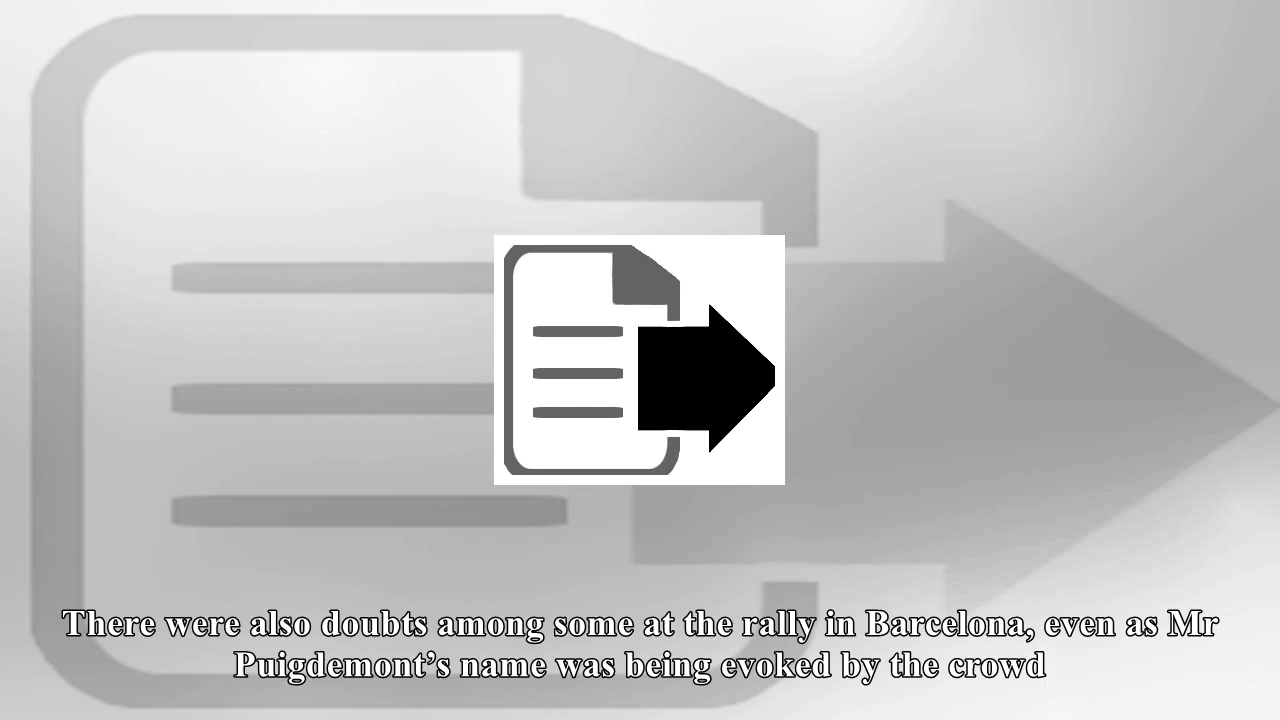 There were also doubts among some at the rally in Barcelona, even as Mr
Puigdemont’s name was being evoked by the crowd